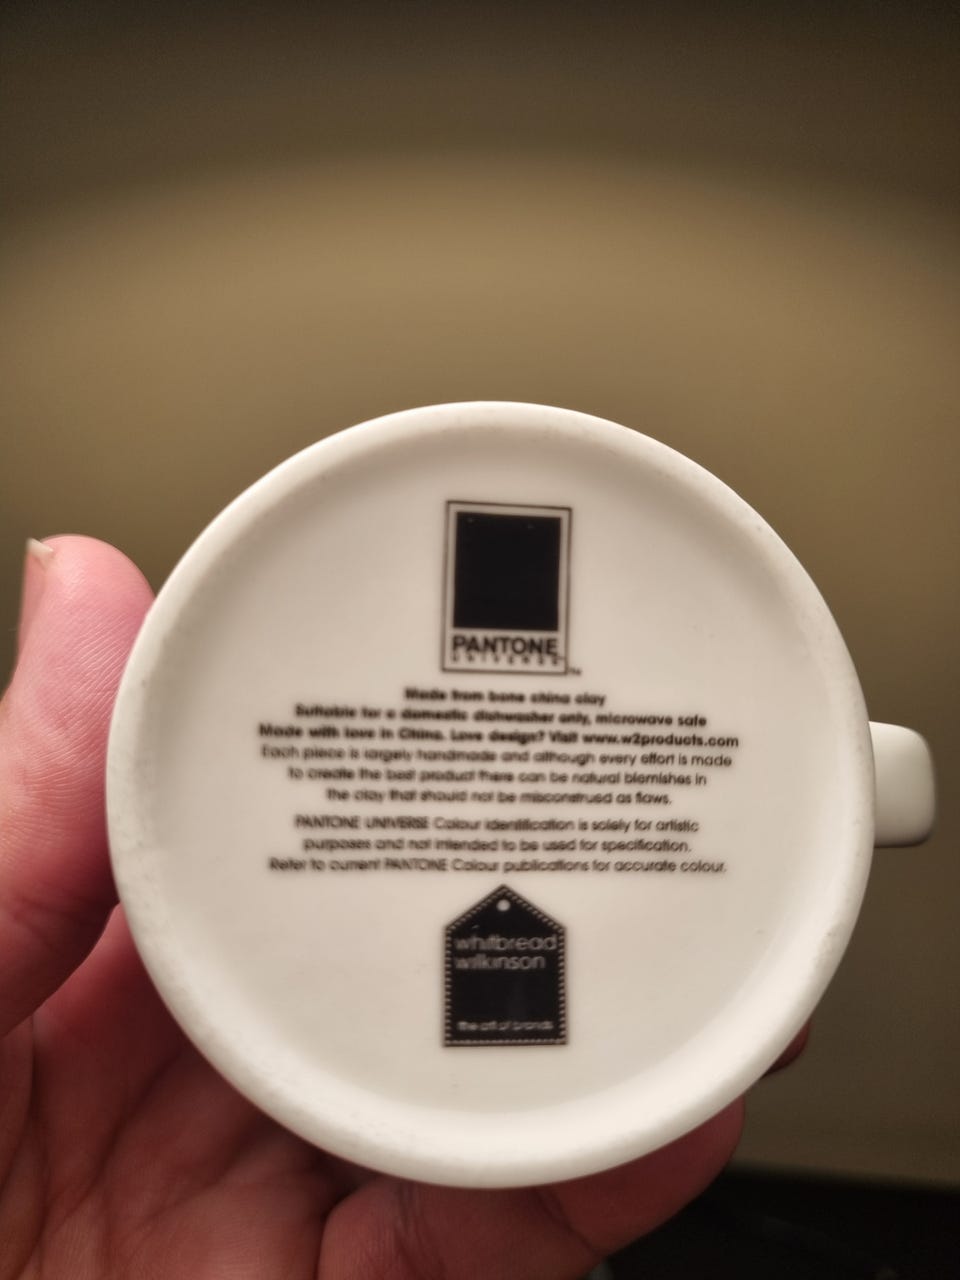 PANTONE
UNIVERSE
Made from bone china clay
Suitable for a domestic dishwasher only, microwave safe
Made with love in China. Love design? Visit www.w2products.com
Each piece is largely handmade and although every effort is made
to create the best product there can be natural blemishes in
the clay that should not be misconstrued as flaws.
PANTONE UNIVERSE Colour identification is solely for artistic
purposes and not intended to be used for specification.
Refer to current PANTONE Colour publications for accurate colour.
whitbread
wilkinson
the art of brands